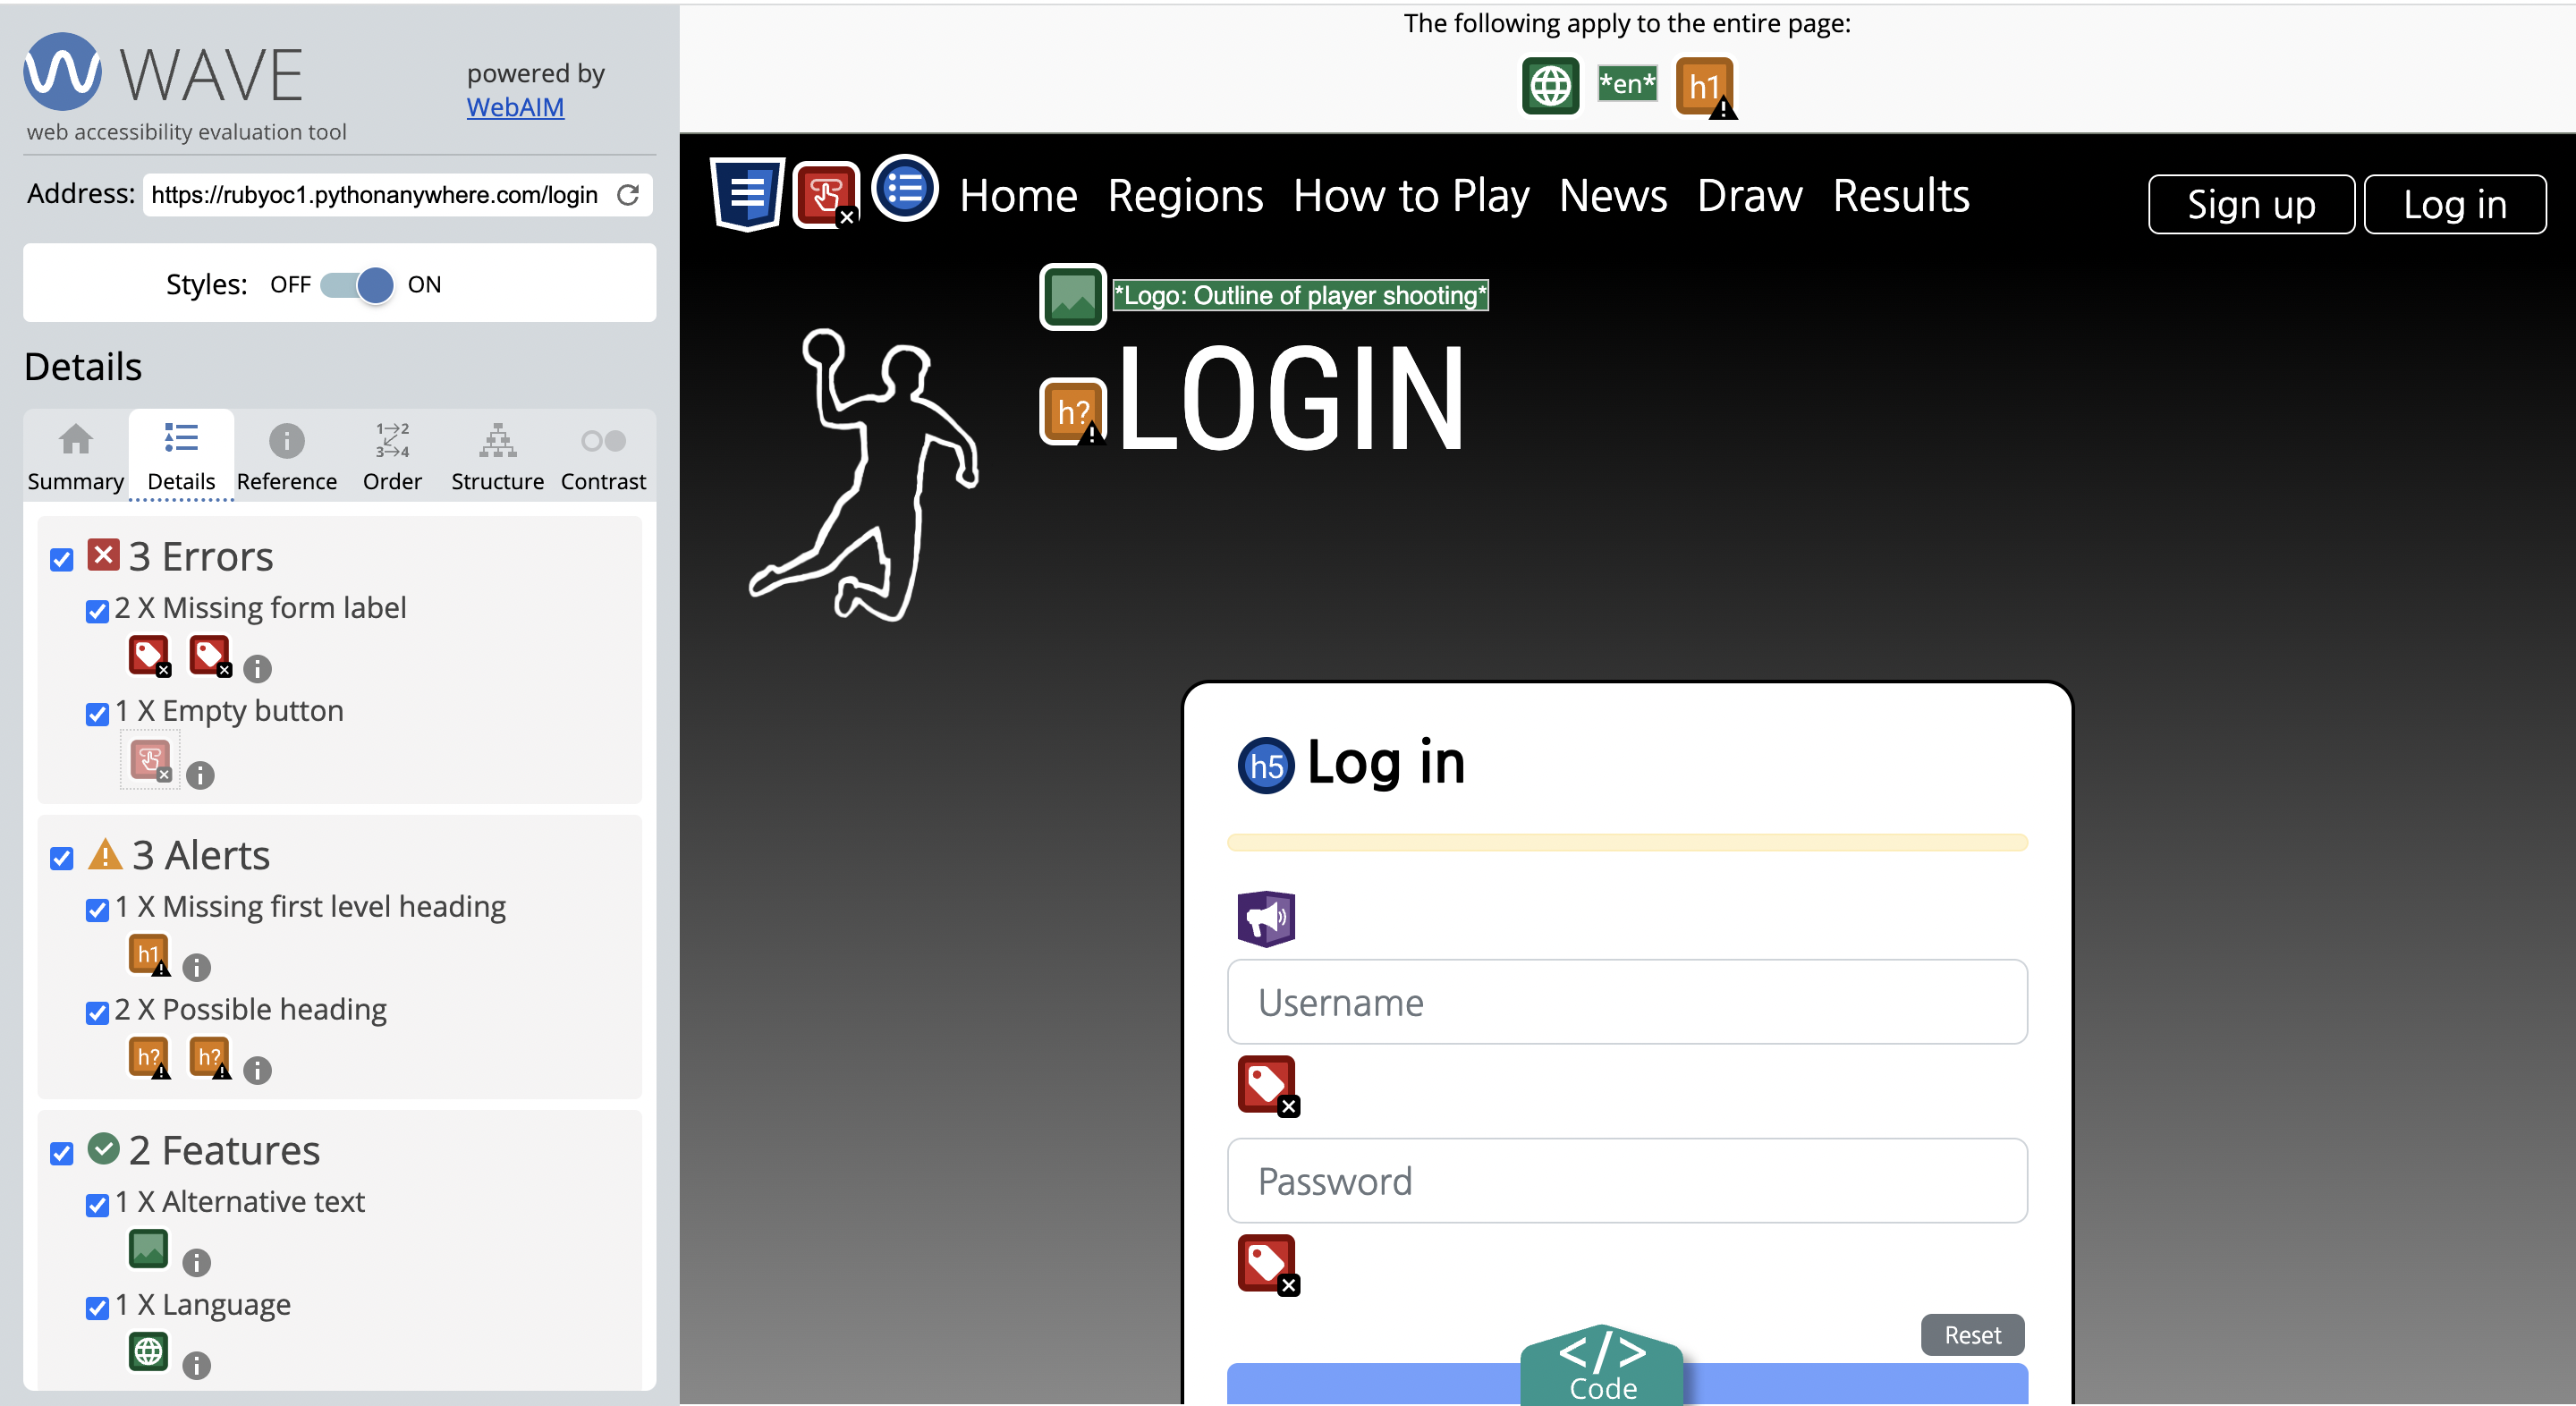 WAVE
powered by
WebAIM
web accessibility evaluation tool
Address: https://rubyoc1.pythonanywhere.com/login
Styles: OFF ON
Details
Summary Details Reference Order Structure Contrast
1→2
3→4
3 Errors
2 X Missing form label
1 X Empty button
3 Alerts
1 X Missing first level heading
h1
2 X Possible heading
h? h?
2 Features
1 X Alternative text
1 X Language
The following apply to the entire page:
*en* h1
Home Regions How to Play News Draw Results Sign up Log in
*Logo: Outline of player shooting*
h? LOGIN
h5 Log in
Username
Password
Reset
</>
Code